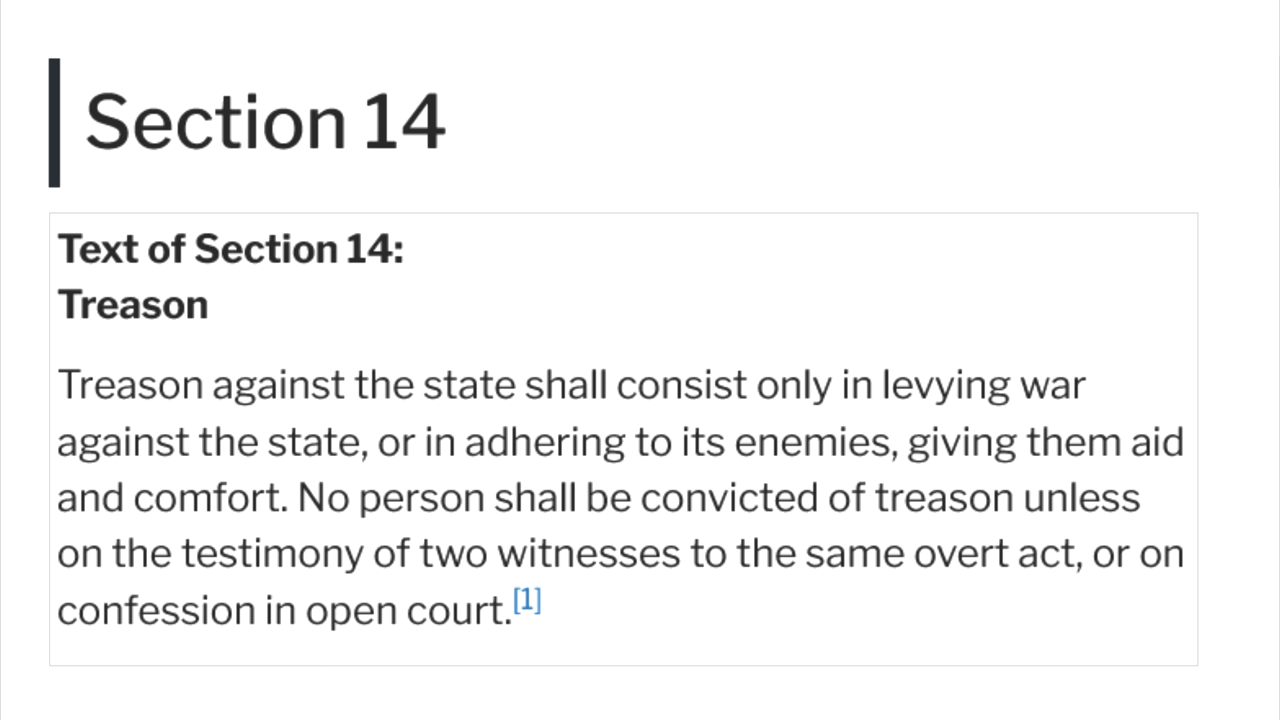 Section 14
Text of Section 14:
Treason
Treason against the state shall consist only in levying war
against the state, or in adhering to its enemies, giving them aid
and comfort. No person shall be convicted of treason unless
on the testimony of two witnesses to the same overt act, or on
confession in open court.[1]